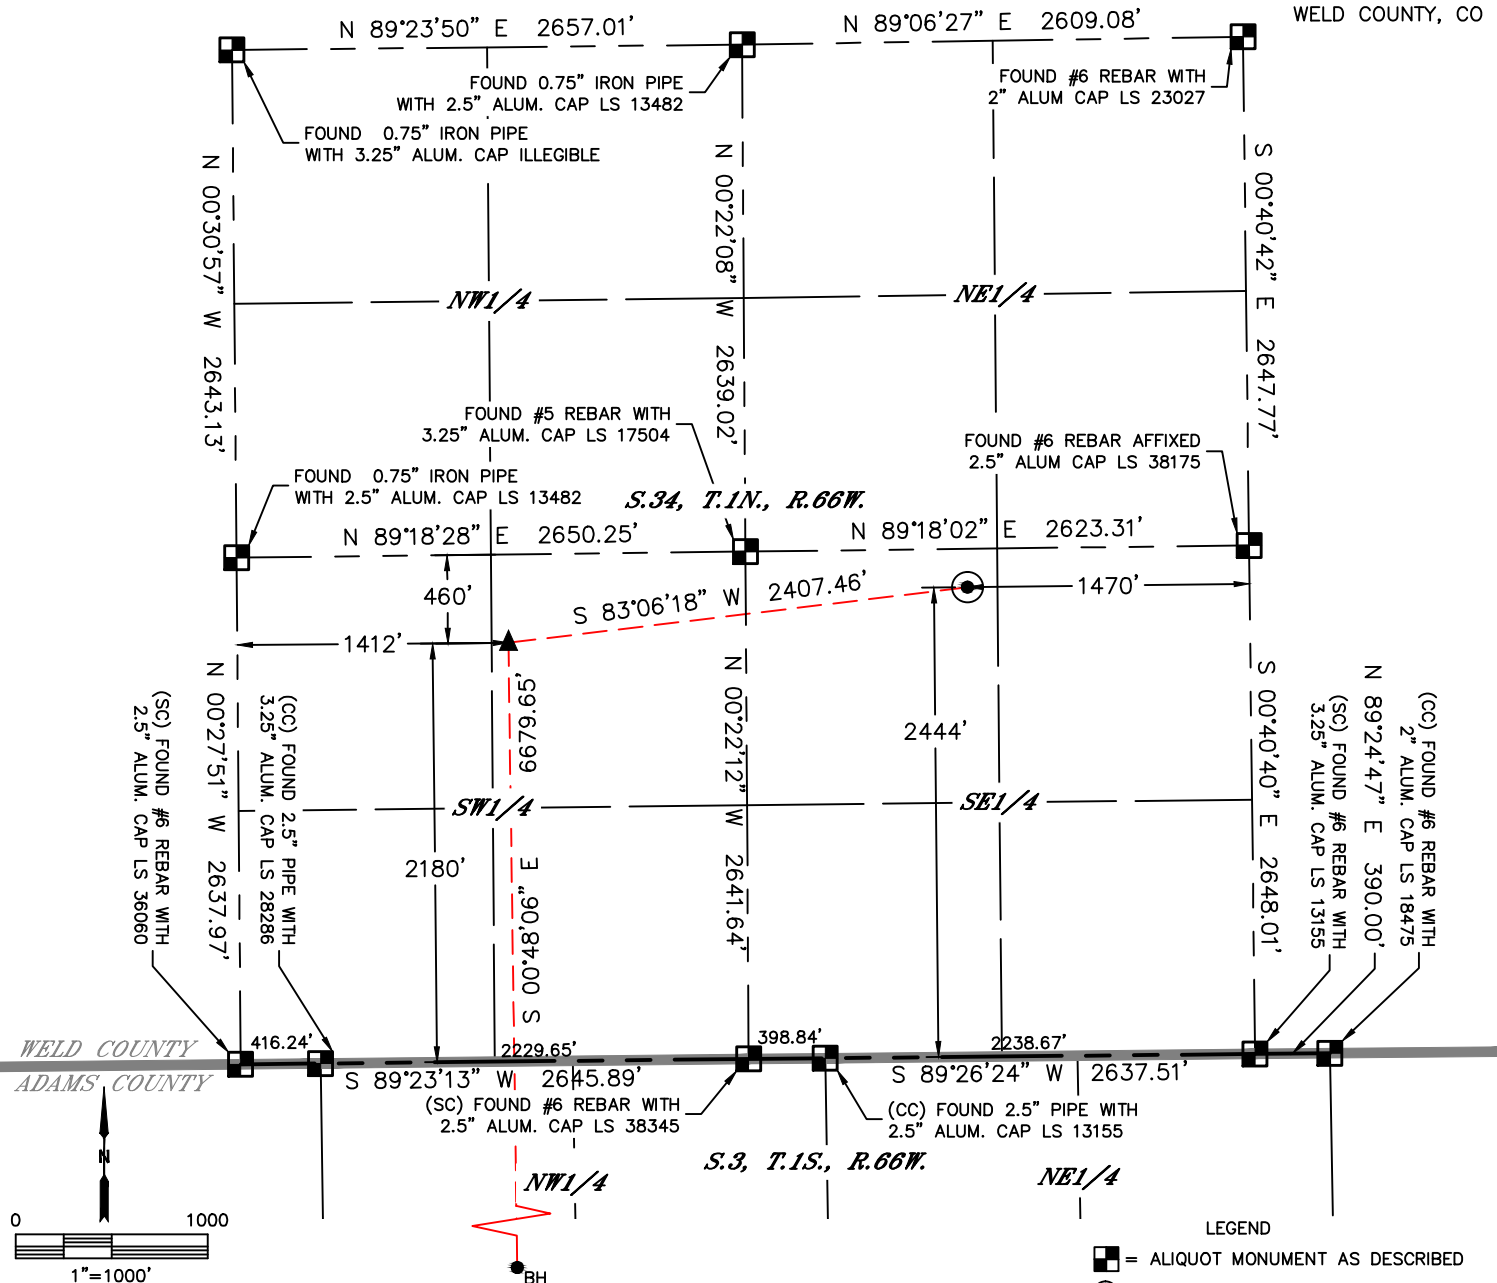 WELD COUNTY, CO
N 89°23'50" E 2657.01'
N 89°06'27" E 2609.08'
FOUND 0.75" IRON PIPE
WITH 2.5" ALUM. CAP LS 13482
FOUND #6 REBAR WITH
2" ALUM CAP LS 23027
FOUND 0.75" IRON PIPE
WITH 3.25" ALUM. CAP ILLEGIBLE
N 00°30'57" W 2643.13'
N 00°22'08" W 2639.02'
S 00°40'42" E 2647.77'
NW1/4
NE1/4
FOUND #5 REBAR WITH
3.25" ALUM. CAP LS 17504
FOUND #6 REBAR AFFIXED
2.5" ALUM CAP LS 38175
FOUND 0.75" IRON PIPE
WITH 2.5" ALUM. CAP LS 13482
S.34, T.1N., R.66W.
N 89°18'28" E 2650.25'
N 89°18'02" E 2623.31'
460'
S 83°06'18" W 2407.46'
1470'
1412'
(SC) FOUND #6 REBAR WITH
2.5" ALUM. CAP LS 36060
N 00°27'51" W 2637.97'
(CC) FOUND 2.5" PIPE WITH
3.25" ALUM. CAP LS 28286
S 00°48'06" E 6679.65'
N 00°22'12" W 2641.64'
2444'
S 00°40'40" E 2648.01'
(SC) FOUND #6 REBAR WITH
3.25" ALUM. CAP LS 13155
N 89°24'47" E 390.00'
(CC) FOUND #6 REBAR WITH
2" ALUM. CAP LS 18475
SW1/4
SE1/4
2180'
WELD COUNTY
416.24'
2229.65'
398.84'
2238.67'
ADAMS COUNTY
S 89°23'13" W 2645.89'
S 89°26'24" W 2637.51'
(SC) FOUND #6 REBAR WITH
2.5" ALUM. CAP LS 38345
(CC) FOUND 2.5" PIPE WITH
2.5" ALUM. CAP LS 13155
N
S.3, T.1S., R.66W.
NW1/4
NE1/4
0 1000
1"=1000'
BH
LEGEND
= ALIQUOT MONUMENT AS DESCRIBED